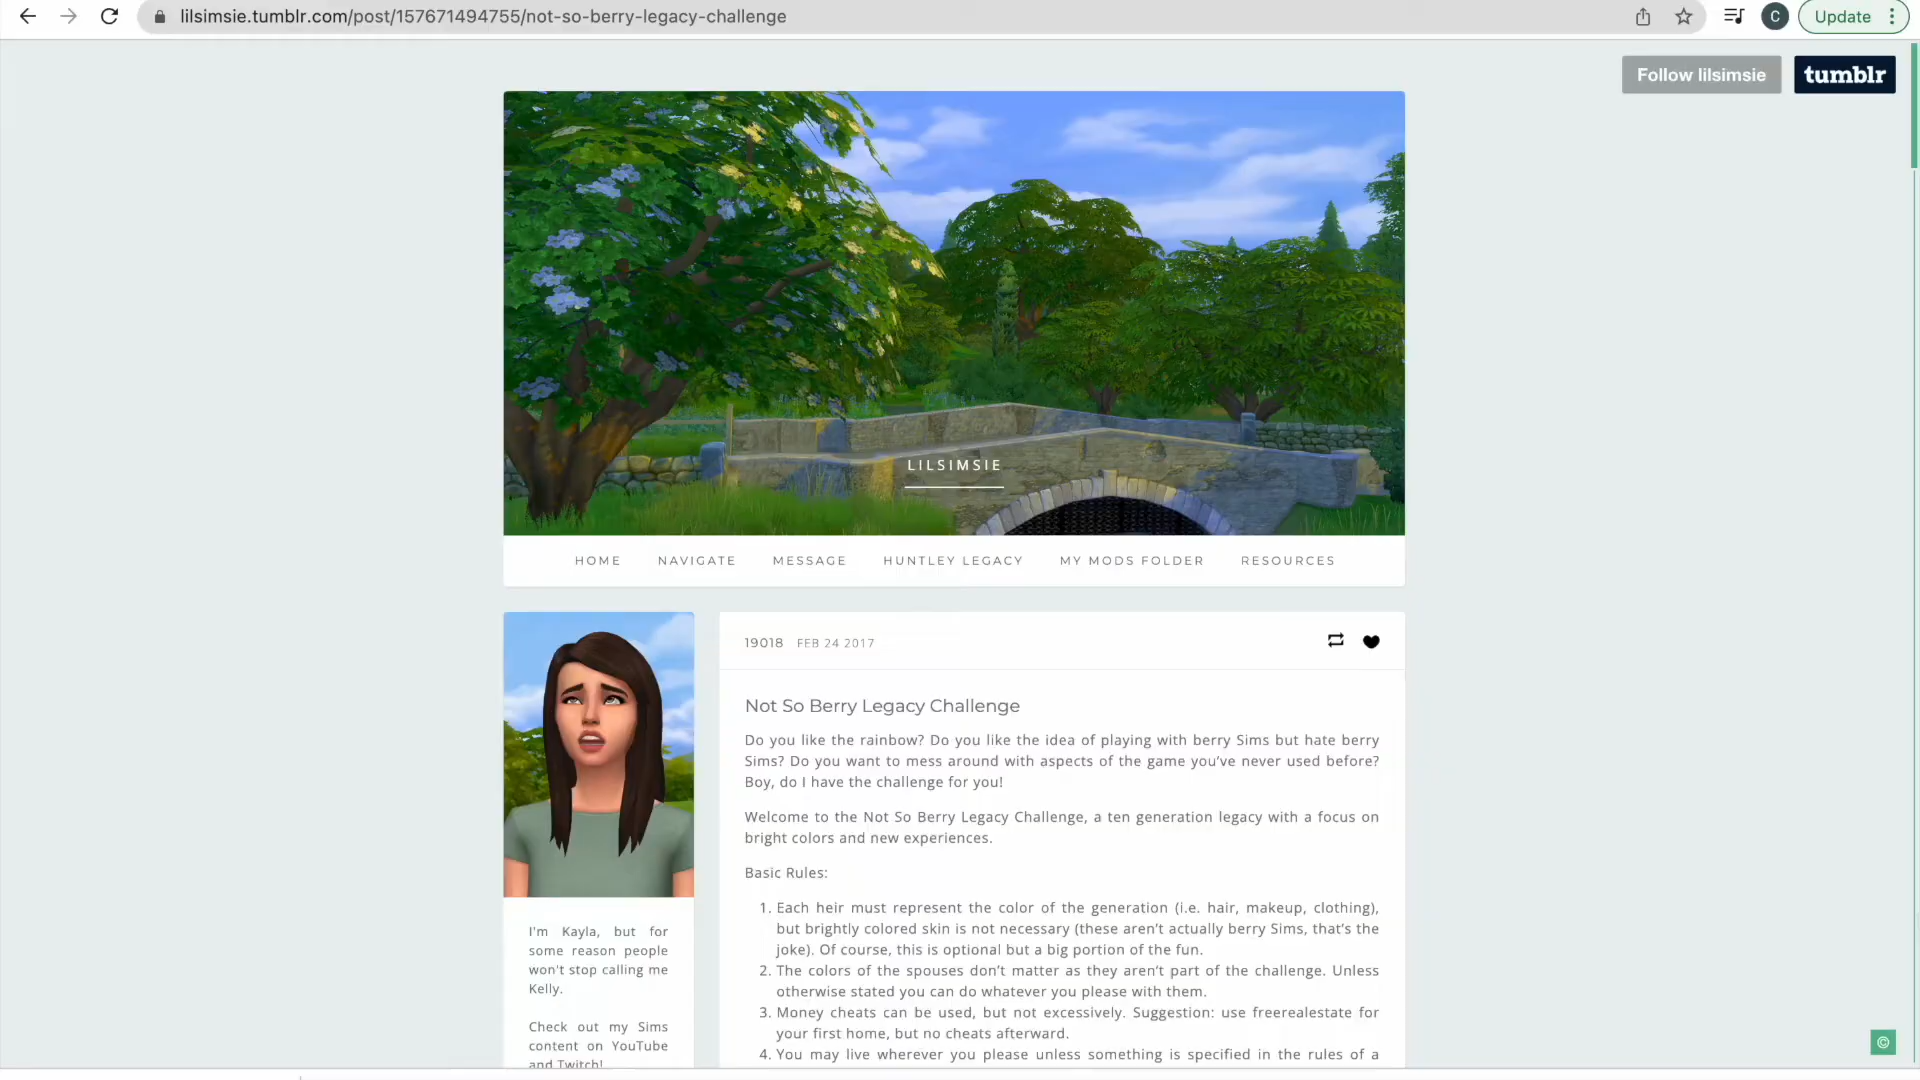 lilsimsie.tumblr.com/post/157671494755/not-so-berry-legacy-challenge
C
Update
Follow lilsimsie
tumblr
LILSIMSIE
HOME NAVIGATE MESSAGE HUNTLEY LEGACY MY MODS FOLDER RESOURCES
19018 FEB 24 2017
Not So Berry Legacy Challenge
Do you like the rainbow? Do you like the idea of playing with berry Sims but hate berry
Sims? Do you want to mess around with aspects of the game you've never used before?
Boy, do I have the challenge for you!
Welcome to the Not So Berry Legacy Challenge, a ten generation legacy with a focus on
bright colors and new experiences.
Basic Rules:
1. Each heir must represent the color of the generation (i.e. hair, makeup, clothing),
but brightly colored skin is not necessary (these aren't actually berry Sims, that's the
joke). Of course, this is optional but a big portion of the fun.
2. The colors of the spouses don't matter as they aren't part of the challenge. Unless
otherwise stated you can do whatever you please with them.
3. Money cheats can be used, but not excessively. Suggestion: use freerealestate for
your first home, but no cheats afterward.
4. You may live wherever you please unless something is specified in the rules of a
I'm Kayla, but for
some reason people
won't stop calling me
Kelly.
Check out my Sims
content on YouTube
and Twitch!
©